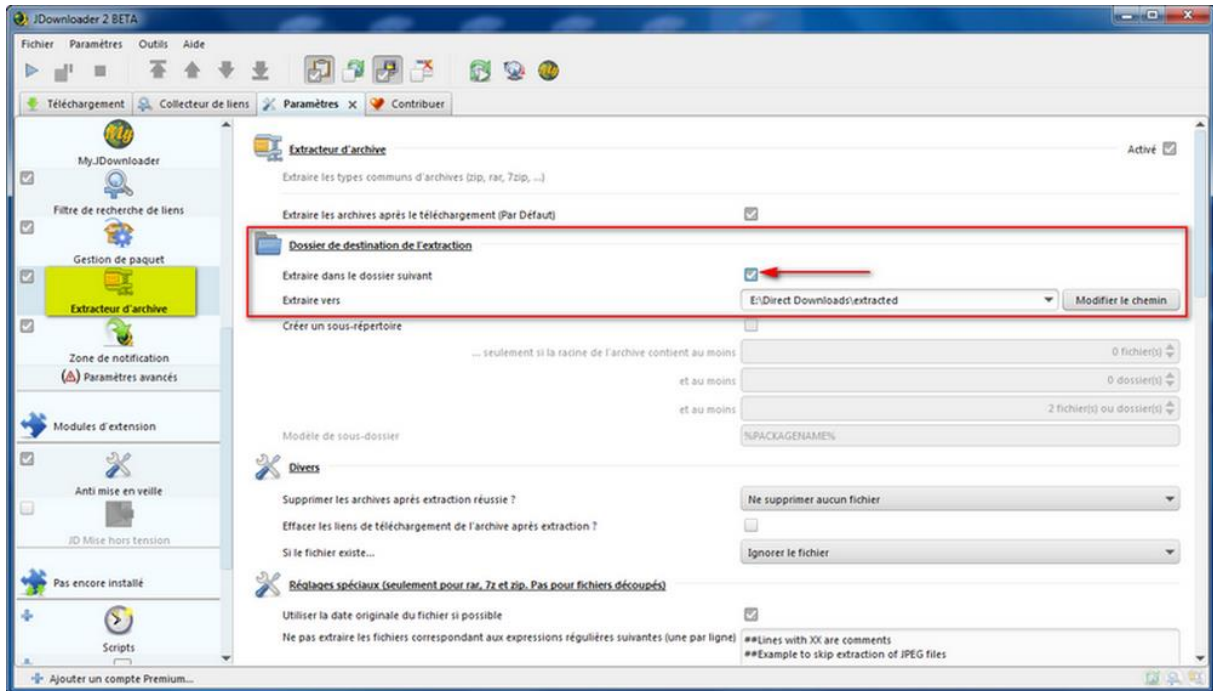 JDownloader 2 BETA
Fichier Paramètres Outils Aide
Téléchargement Collecteur de liens Paramètres x Contribuer
My.JDownloader
Filtre de recherche de liens
Gestion de paquet
Extracteur d'archive
Zone de notification
Paramètres avancés
Modules d'extension
Anti mise en veille
JD Mise hors tension
Pas encore installé
Scripts
Extracteur d'archive Activé
Extraire les types communs d'archives (zip, rar, 7zip, ...)
Extraire les archives après le téléchargement (Par Défaut)
Dossier de destination de l'extraction
Extraire dans le dossier suivant
Extraire vers E:\Direct Downloads\extracted Modifier le chemin
Créer un sous-répertoire
... seulement si la racine de l'archive contient au moins 0 fichier(s)
et au moins 0 dossier(s)
et au moins 2 fichier(s) ou dossier(s)
Modèle de sous-dossier %PACKAGENAME%
Divers
Supprimer les archives après extraction réussie ? Ne supprimer aucun fichier
Effacer les liens de téléchargement de l'archive après extraction ?
Si le fichier existe... Ignorer le fichier
Réglages spéciaux (seulement pour rar, 7z et zip. Pas pour fichiers découpés)
Utiliser la date originale du fichier si possible
Ne pas extraire les fichiers correspondant aux expressions régulières suivantes (une par ligne) ##Lines with XX are comments
##Example to skip extraction of JPEG files
Ajouter un compte Premium...